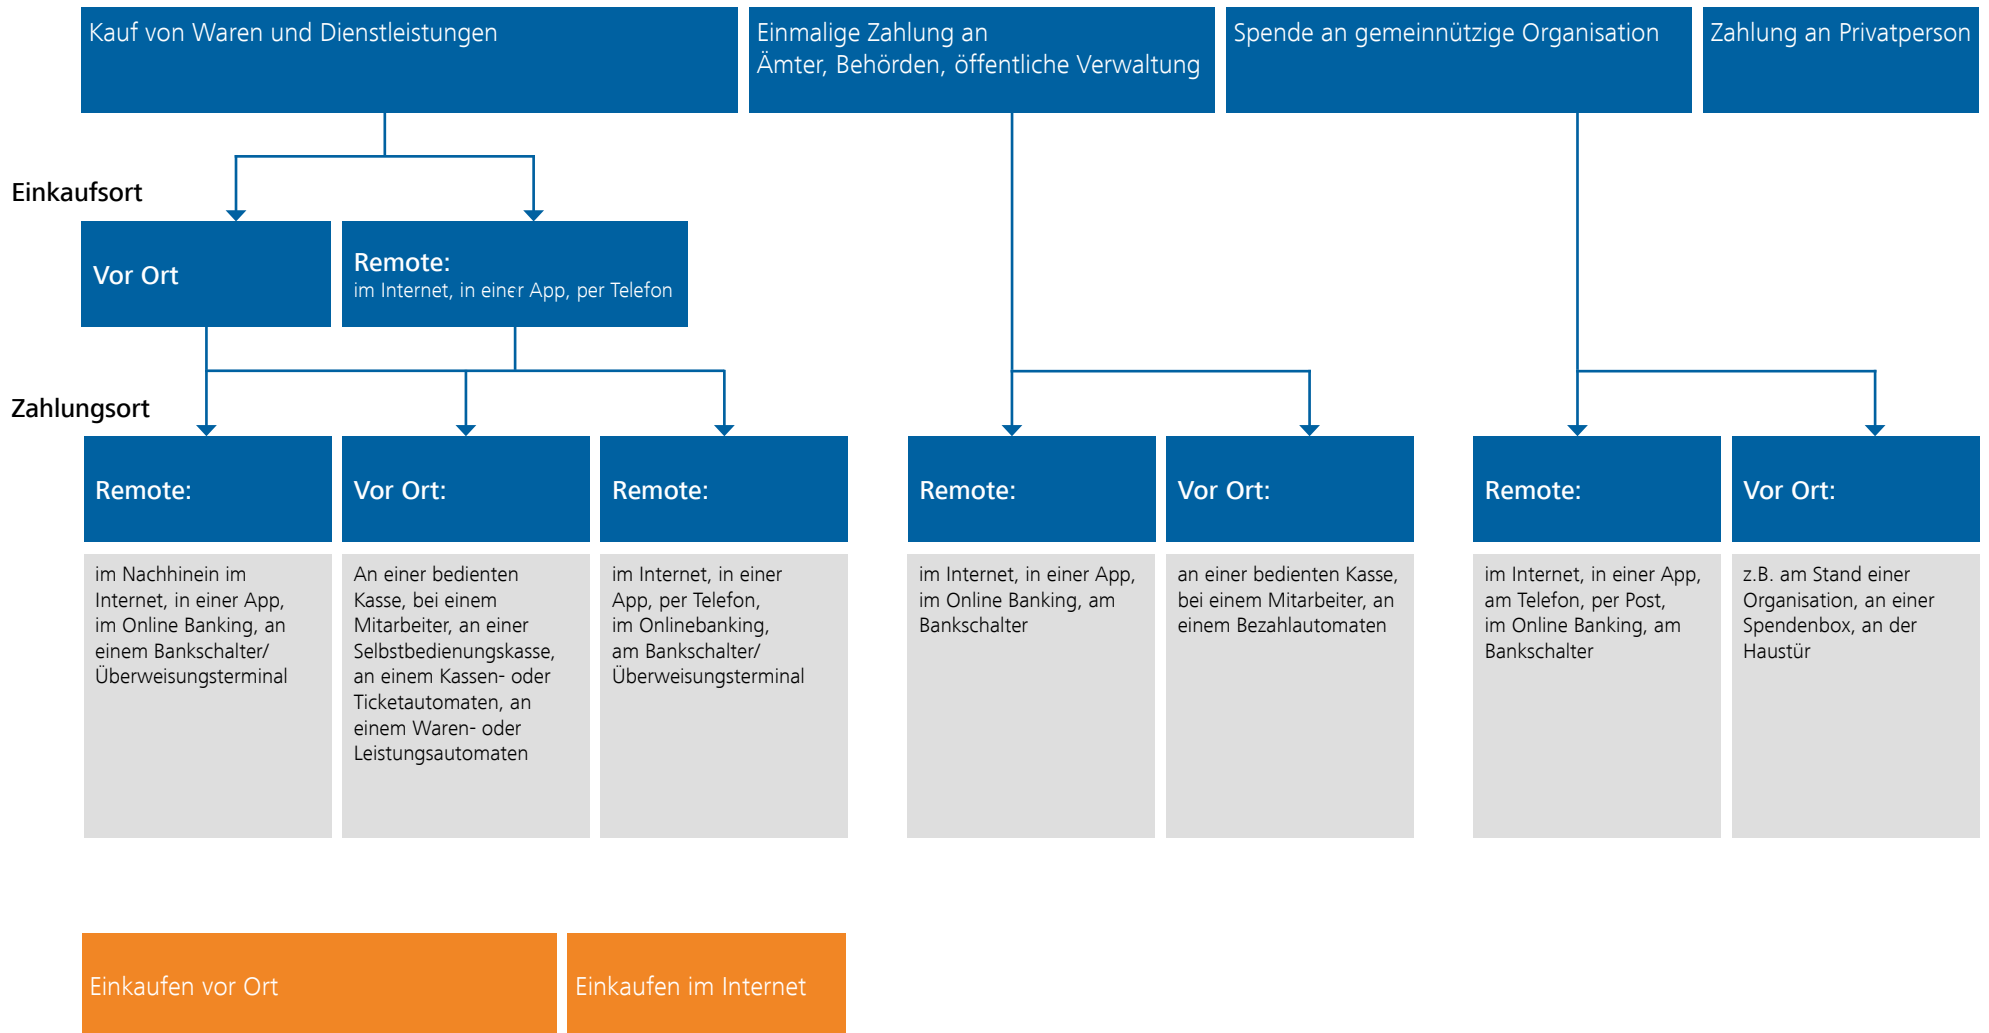 Kauf von Waren und Dienstleistungen
Einmalige Zahlung an
Ämter, Behörden, öffentliche Verwaltung
Spende an gemeinnützige Organisation
Zahlung an Privatperson
Einkaufsort
Vor Ort
Remote:
im Internet, in einer App, per Telefon
Zahlungsort
Remote:
im Nachhinein im
Internet, in einer App,
im Online Banking, an
einem Bankschalter/
Überweisungsterminal
Vor Ort:
An einer bedienten
Kasse, bei einem
Mitarbeiter, an einer
Selbstbedienungskasse,
an einem Kassen- oder
Ticketautomaten, an
einem Waren- oder
Leistungsautomaten
Remote:
im Internet, in einer
App, per Telefon,
im Onlinebanking,
am Bankschalter/
Überweisungsterminal
Remote:
im Internet, in einer App,
im Online Banking, am
Bankschalter
Vor Ort:
an einer bedienten Kasse,
bei einem Mitarbeiter, an
einem Bezahlautomaten
Remote:
im Internet, in einer App,
am Telefon, per Post,
im Online Banking, am
Bankschalter
Vor Ort:
z.B. am Stand einer
Organisation, an einer
Spendenbox, an der
Haustür
Einkaufen vor Ort
Einkaufen im Internet